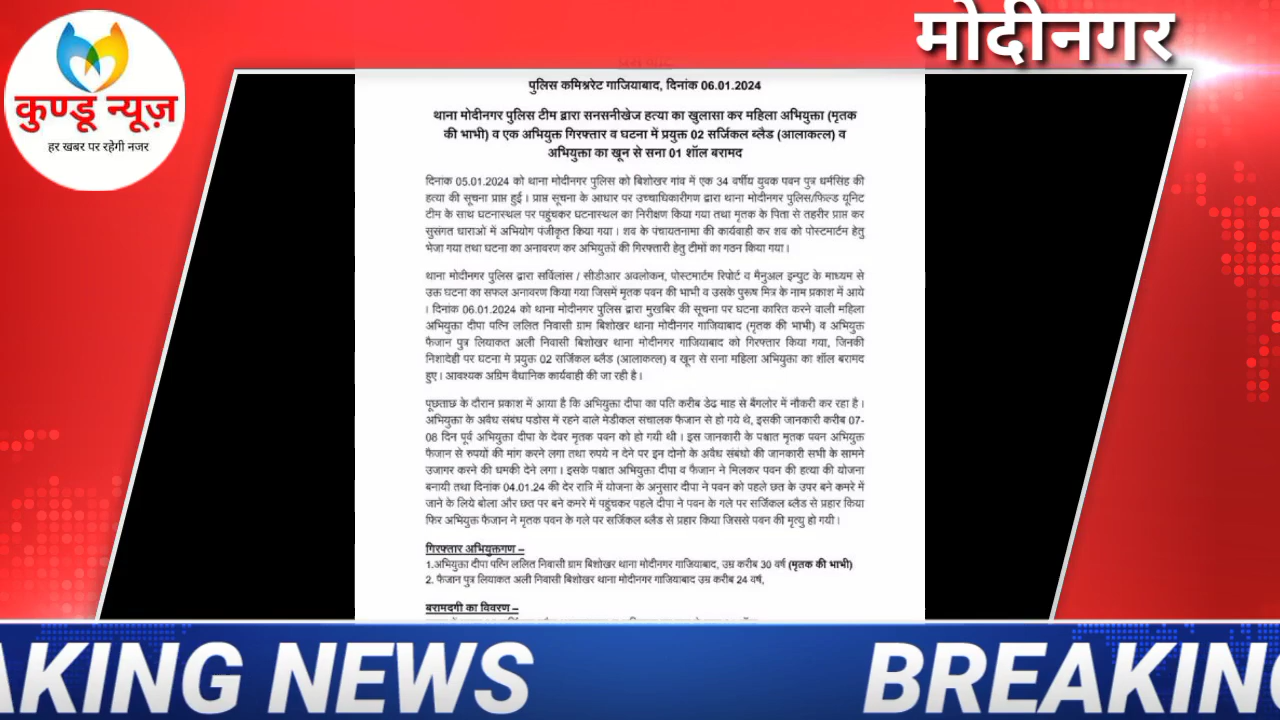 मोदीनगर
कुण्डू न्यूज़
हर खबर पर रहेगी नजर
पुलिस कमिश्नरेट गाजियाबाद, दिनांक 06.01.2024
थाना मोदीनगर पुलिस टीम द्वारा सनसनीखेज हत्या का खुलासा कर महिला अभियुक्ता (मृतक
की भाभी) व एक अभियुक्त गिरफ्तार व घटना में प्रयुक्त 02 सर्जिकल ब्लैड (आलाकत्ल) व
अभियुक्ता का खून से सना 01 शॉल बरामद
दिनाक 05.01.2024 को थाना मोदीनगर पुलिस को बिशोखर गांव में एक 34 वर्षीय युवक पवन पुत्र धर्मसिंह की
हत्या की सूचना प्राप्त हुई । प्राप्त सूचना के आधार पर उच्चाधिकारीगण द्वारा थाना मोदीनगर पुलिस/फिल्ड यूनिट
टीम के साथ घटनास्थल पर पहुंचकर घटनास्थल का निरीक्षण किया गया तथा मृतक के पिता से तहरीर प्राप्त कर
सुसंगत धाराओ में अभियोग पंजीकृत किया गया । शव के पंचायतनामा की कार्यवाही कर शव को पोस्टमार्टम हेतु
भेजा गया तथा घटना का अनावरण कर अभियुक्तों की गिरफ्तारी हेतु टीमों का गठन किया गया ।
थाना मोदीनगर पुलिस द्वारा सर्विलांस / सीडीआर अवलोकन, पोस्टमार्टम रिपोर्ट व मैनुअल इन्पुट के माध्यम से
उक्त घटना का सफल अनावरण किया गया जिसमें मृतक पवन की भाभी व उसके पुरूष मित्र के नाम प्रकाश में आये
। दिनांक 06.01.2024 को थाना मोदीनगर पुलिस द्वारा मुखबिर की सूचना पर घटना कारित करने वाली महिला
अभियुक्ता दीपा पत्नि ललित निवासी ग्राम बिशोखर थाना मोदीनगर गाजियाबाद (मृतक की भाभी) व अभियुक्त
फैजान पुत्र लियाकत अली निवासी बिशोखर थाना मोदीनगर गाजियाबाद को गिरफ्तार किया गया, जिनकी
निशादेही पर घटना मे प्रयुक्त 02 सर्जिकल ब्लैड (आलाकत्ल) व खून से सना महिला अभियुक्ता का शॉल बरामद
हुए । आवश्यक अग्रिम वैधानिक कार्यवाही की जा रही है ।
पूछताछ के दौरान प्रकाश में आया है कि अभियुक्ता दीपा का पति करीब डेढ माह से बैंगलोर में नौकरी कर रहा है ।
अभियुक्ता के अवैध संबंध पडोस में रहने वाले मेडीकल संचालक फैजान से हो गये थे, इसकी जानकारी करीब 07-
08 दिन पूर्व अभियुक्ता दीपा के देवर मृतक पवन को हो गयी थी । इस जानकारी के पश्चात मृतक पवन अभियुक्त
फैजान से रुपयों की मांग करने लगा तथा रुपये न देने पर इन दोनो के अवैध संबंधो की जानकारी सभी के सामने
उजागर करने की धमकी देने लगा । इसके पश्चात अभियुक्ता दीपा व फैजान ने मिलकर पवन की हत्या की योजना
बनायी तथा दिनांक 04.01.24 की देर रात्रि में योजना के अनुसार दीपा ने पवन को पहले छत के उपर बने कमरे में
जाने के लिये बोला और छत पर बने कमरे में पहुंचकर पहले दीपा ने पवन के गले पर सर्जिकल ब्लैड से प्रहार किया
फिर अभियुक्त फैजान ने मृतक पवन के गले पर सर्जिकल ब्लैड से प्रहार किया जिससे पवन की मृत्यु हो गयी ।
गिरफ्तार अभियुक्तगण –
1.अभियुक्ता दीपा पत्नि ललित निवासी ग्राम बिशोखर थाना मोदीनगर गाजियाबाद, उम्र करीब 30 वर्ष (मृतक की भाभी)
2. फैजान पुत्र लियाकत अली निवासी बिशोखर थाना मोदीनगर गाजियाबाद उम्र करीब 24 वर्ष,
बरामदगी का विवरण –
AKING NEWS BREAKING